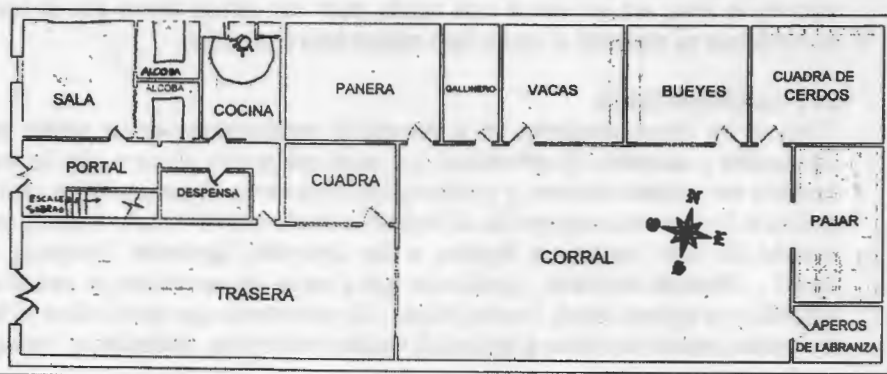 SALA
ALCOBA
ALCOBA
COCINA
PANERA
GALLINERO
VACAS
BUEYES
CUADRA DE
CERDOS
PORTAL
DESPENSA
CUADRA
PAJAR
CORRAL
N
O
E
S
TRASERA
APEROS
DE LABRANZA